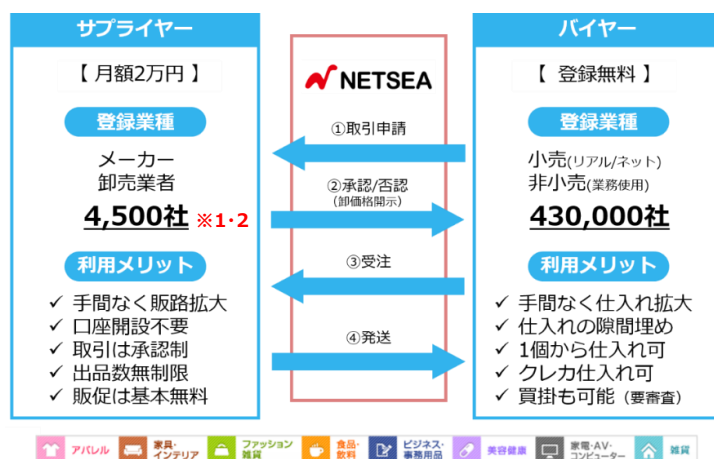 サプライヤー
【 月額2万円 】
登録業種
メーカー
卸売業者
4,500社 ※1・2
利用メリット
✓ 手間なく販路拡大
✓ 口座開設不要
✓ 取引は承認制
✓ 出品数無制限
✓ 販促は基本無料
NETSEA
①取引申請
②承認/否認
(卸価格開示)
③受注
④発送
バイヤー
【 登録無料 】
登録業種
小売(リアル/ネット)
非小売(業務使用)
430,000社
利用メリット
✓ 手間なく仕入れ拡大
✓ 仕入れの隙間埋め
✓ 1個から仕入れ可
✓ クレカ仕入れ可
✓ 買掛も可能（要審査）
アパレル
家具・
インテリア
ファッション
雑貨
食品・
飲料
ビジネス・
事務用品
美容健康
家電・AV・
コンピューター
雑貨